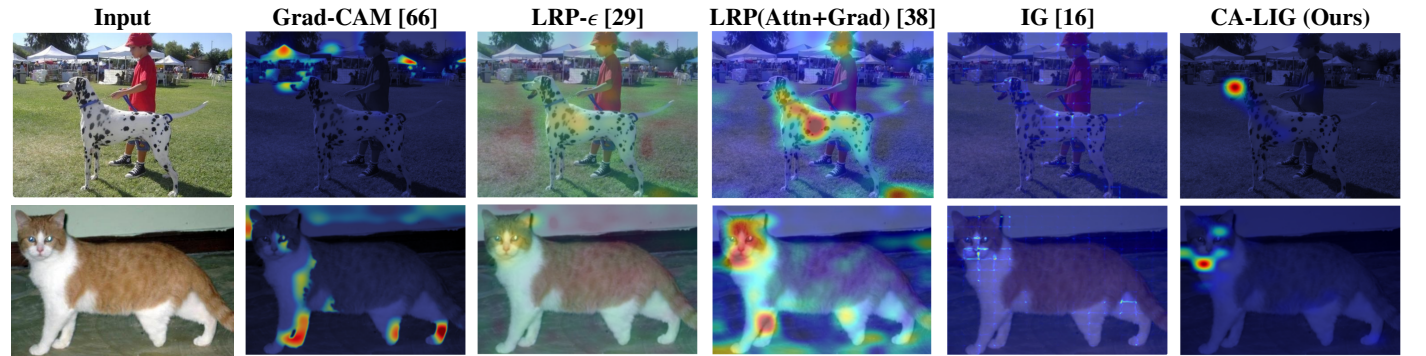 Input Grad-CAM [66] LRP-ϵ [29] LRP(Attn+Grad) [38] IG [16] CA-LIG (Ours)